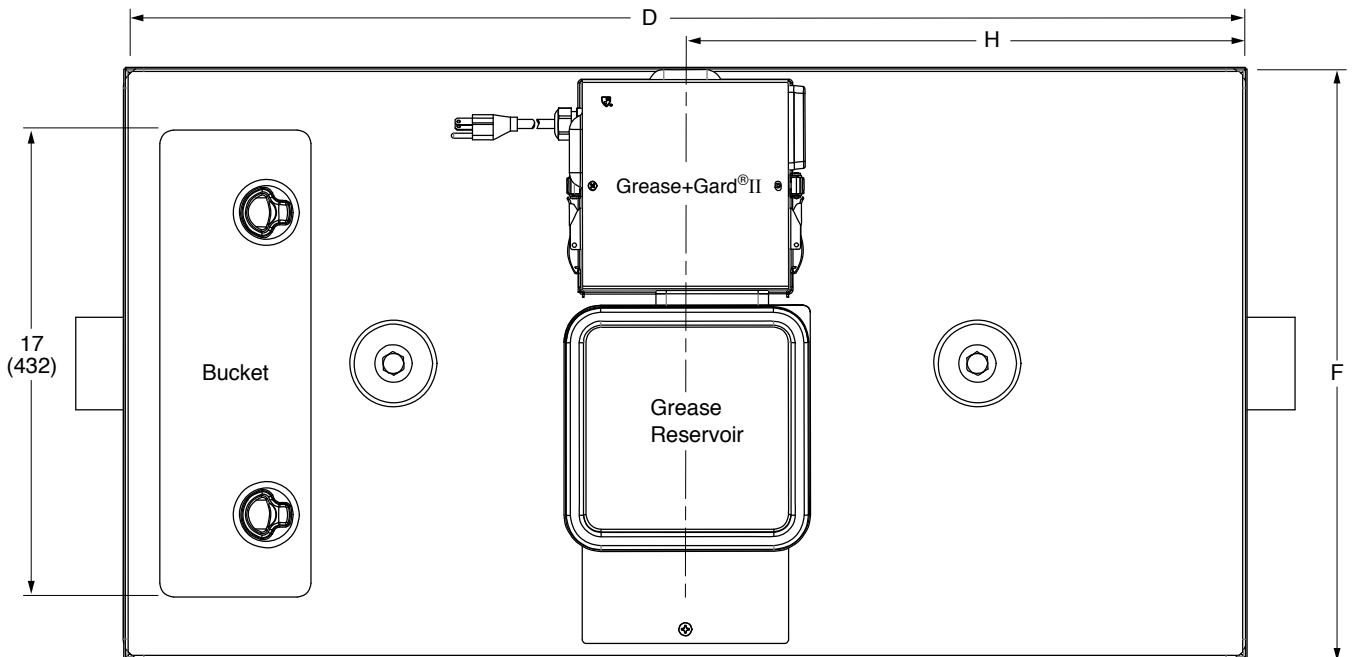 D
H
Grease+Gard®II
17
(432)
Bucket
F
Grease
Reservoir